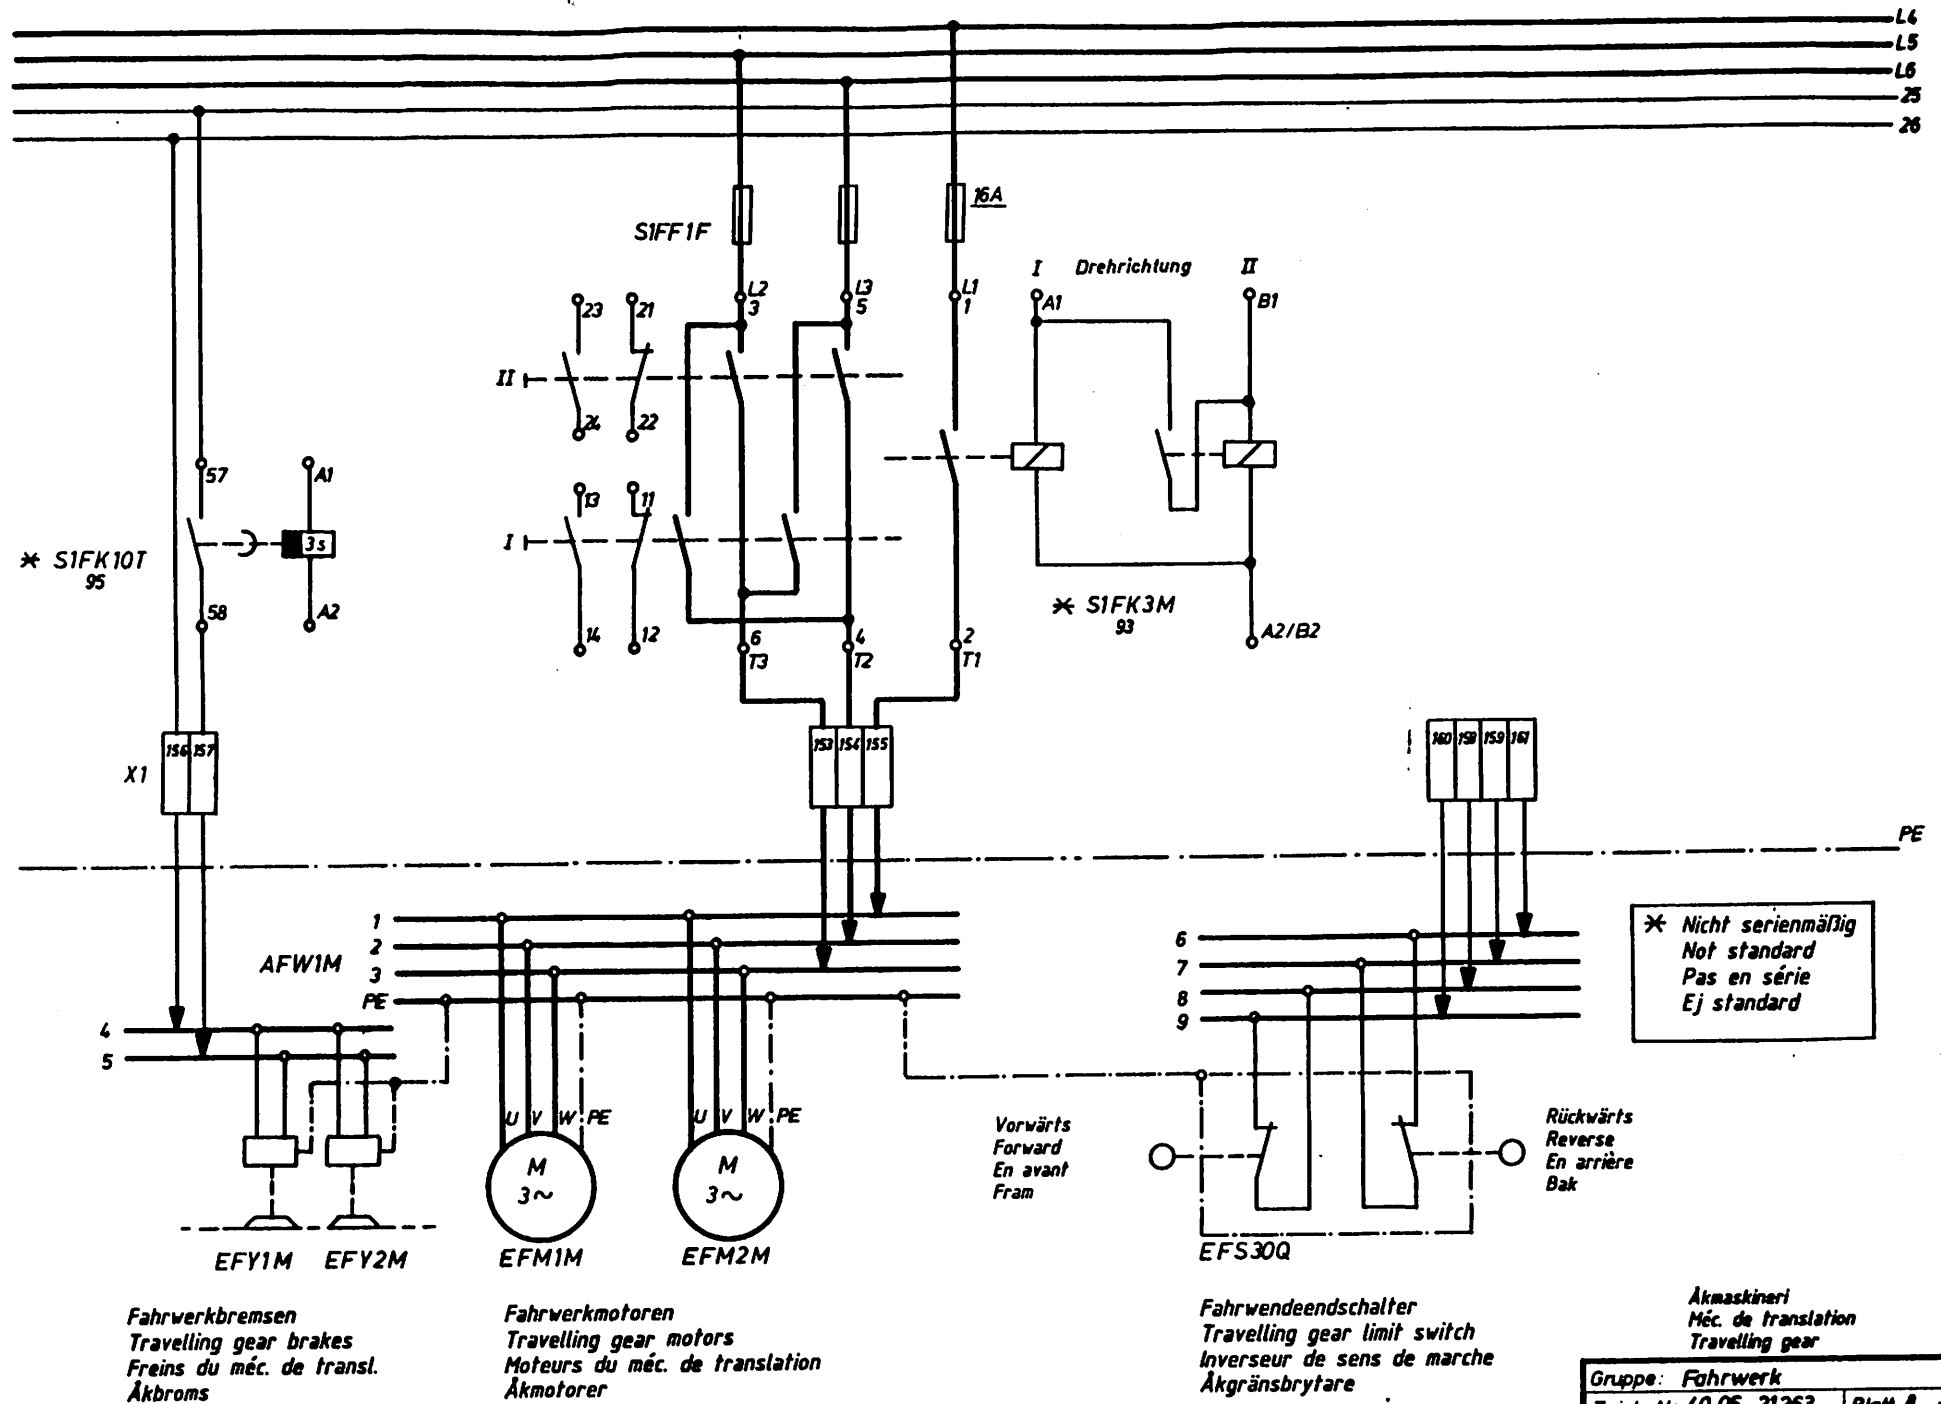 L4
L5
L6
25
26
16A
S1FF1F
I Drehrichtung II
L2
3
L3
5
L1
1
A1
B1
23
21
II
24
22
57
A1
13
11
3s
I
* S1FK10T
95
58
A2
14
12
6
T3
4
T2
2
T1
* S1FK3M
93
A2/B2
X1
156 157
153 154 155
160 158 159 161
PE
1
2
3
PE
AFW1M
4
5
6
7
8
9
* Nicht serienmäßig
Not standard
Pas en série
Ej standard
U V W PE
U V W PE
M
3~
M
3~
Vorwärts
Forward
En avant
Fram
Rückwärts
Reverse
En arrière
Bak
EFY1M EFY2M
EFM1M
EFM2M
EFS30Q
Fahrwerkbremsen
Travelling gear brakes
Freins du méc. de transl.
Åkbroms
Fahrwerkmotoren
Travelling gear motors
Moteurs du méc. de translation
Åkmotorer
Fahrwendeendschalter
Travelling gear limit switch
Inverseur de sens de marche
Åkgränsbrytare
Åkmaskineri
Méc. de translation
Travelling gear
Gruppe: Fahrwerk